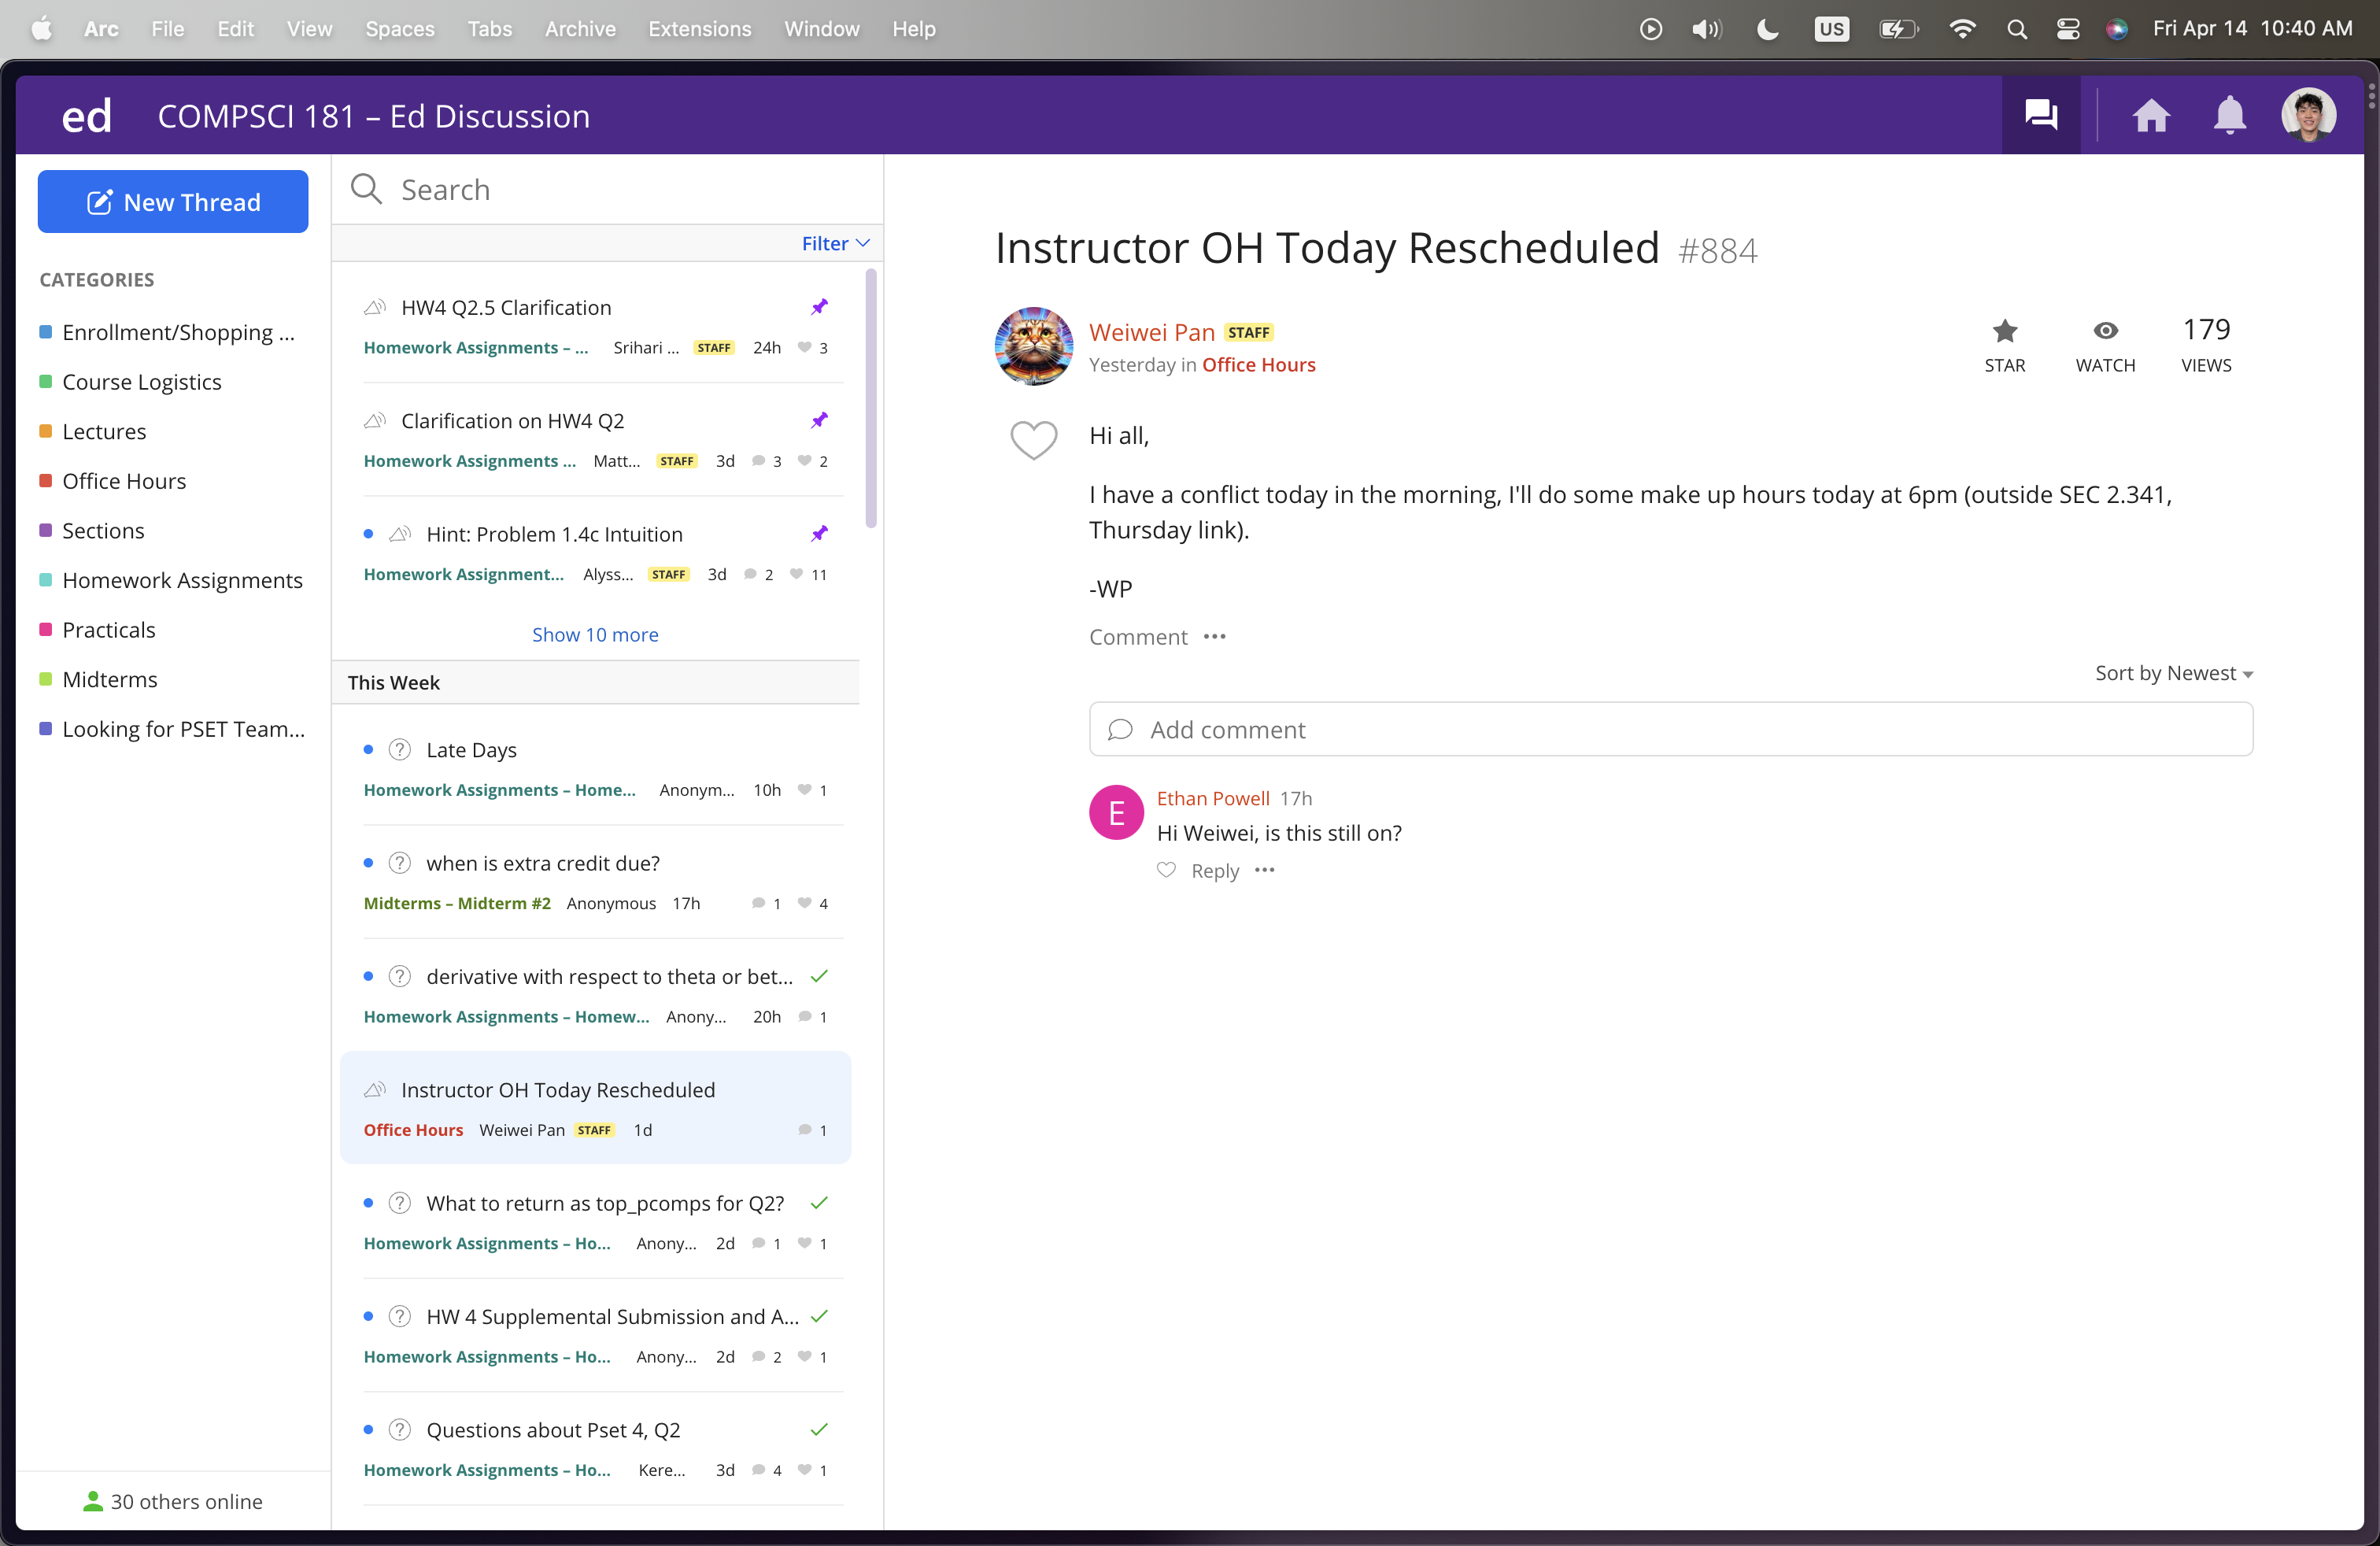 Arc File Edit View Spaces Tabs Archive Extensions Window Help US Fri Apr 14 10:40 AM
ed COMPSCI 181 – Ed Discussion
New Thread
CATEGORIES
Enrollment/Shopping ...
Course Logistics
Lectures
Office Hours
Sections
Homework Assignments
Practicals
Midterms
Looking for PSET Team...
30 others online
Search
Filter
HW4 Q2.5 Clarification
Homework Assignments – ... Srihari ... STAFF 24h 3
Clarification on HW4 Q2
Homework Assignments ... Matt... STAFF 3d 3 2
Hint: Problem 1.4c Intuition
Homework Assignment... Alyss... STAFF 3d 2 11
Show 10 more
This Week
Late Days
Homework Assignments – Home... Anonym... 10h 1
when is extra credit due?
Midterms – Midterm #2 Anonymous 17h 1 4
derivative with respect to theta or bet...
Homework Assignments – Homew... Anony... 20h 1
Instructor OH Today Rescheduled
Office Hours Weiwei Pan STAFF 1d 1
What to return as top_pcomps for Q2?
Homework Assignments – Ho... Anony... 2d 1 1
HW 4 Supplemental Submission and A...
Homework Assignments – Ho... Anony... 2d 2 1
Questions about Pset 4, Q2
Homework Assignments – Ho... Kere... 3d 4 1
Instructor OH Today Rescheduled #884
Weiwei Pan STAFF
Yesterday in Office Hours
STAR
WATCH
179
VIEWS
Hi all,
I have a conflict today in the morning, I'll do some make up hours today at 6pm (outside SEC 2.341,
Thursday link).
-WP
Comment ...
Sort by Newest
Add comment
E
Ethan Powell 17h
Hi Weiwei, is this still on?
Reply ...